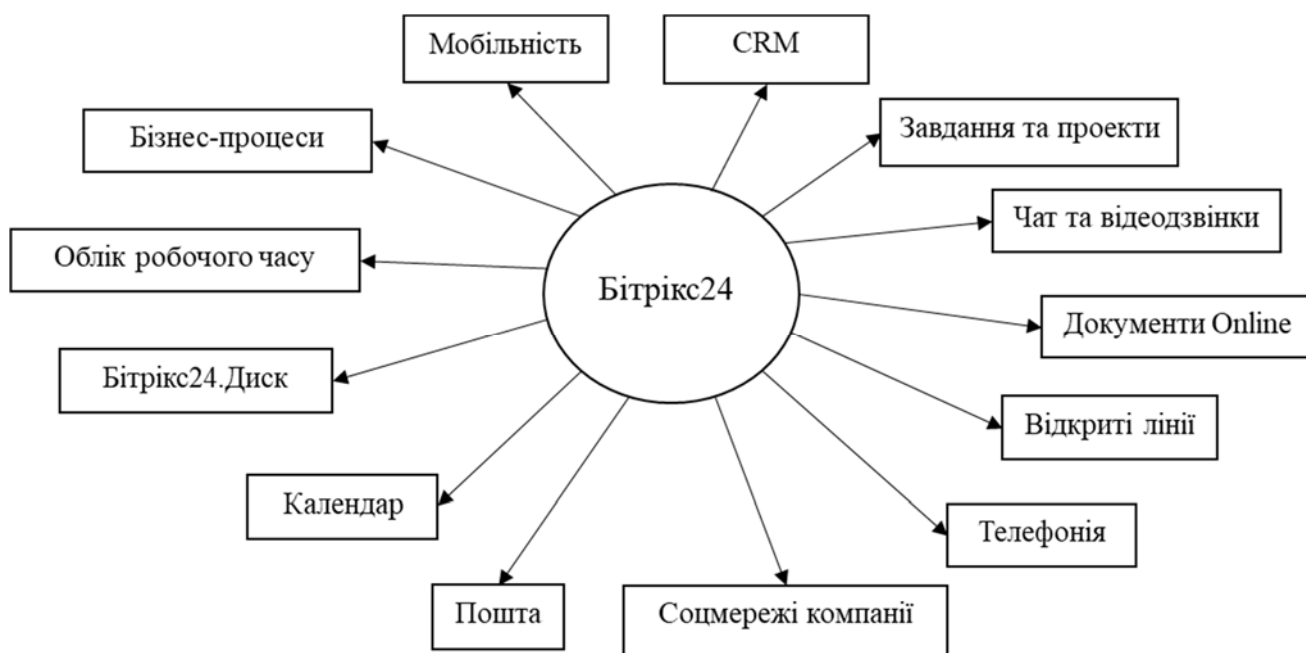 Мобільність
CRM
Бізнес-процеси
Завдання та проекти
Чат та відеодзвінки
Облік робочого часу
Бітрікс24
Документи Online
Бітрікс24.Диск
Відкриті лінії
Календар
Телефонія
Пошта
Соцмережі компанії